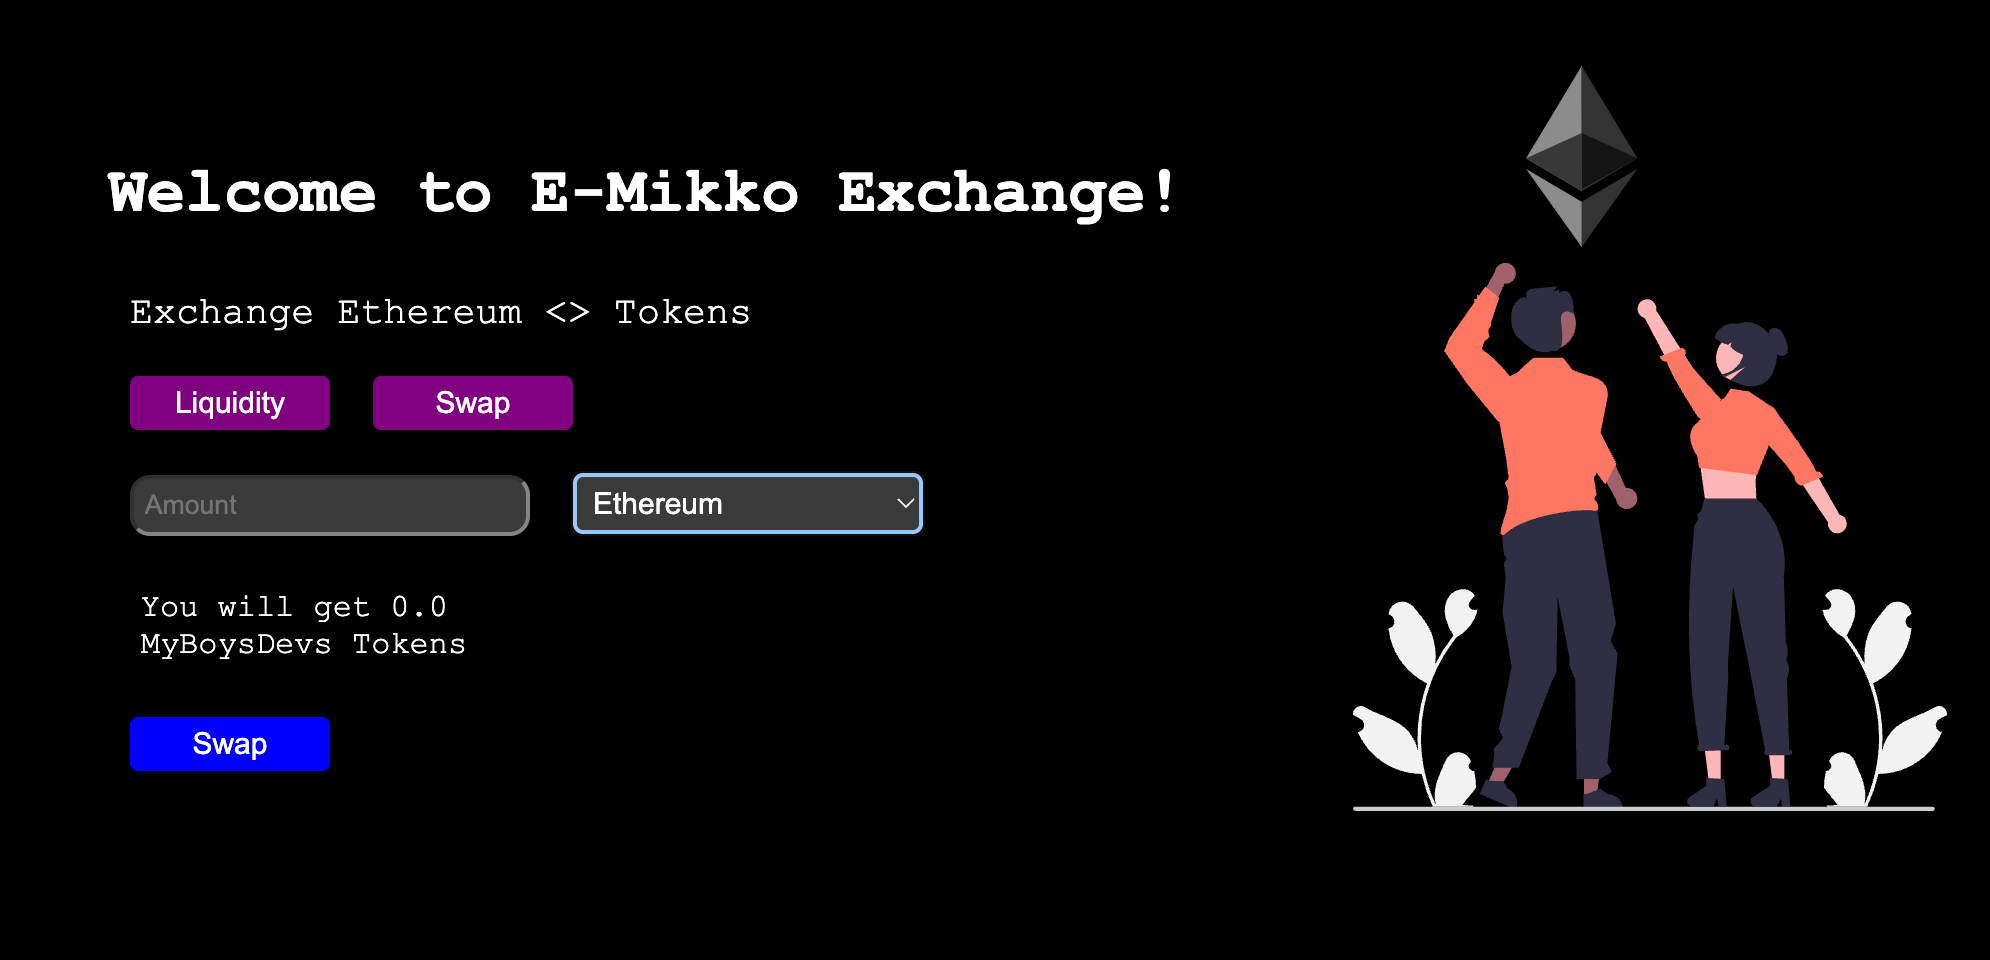 Welcome to E-Mikko Exchange!
Exchange Ethereum <> Tokens
Liquidity
Swap
Amount
Ethereum
You will get 0.0
MyBoysDevs Tokens
Swap